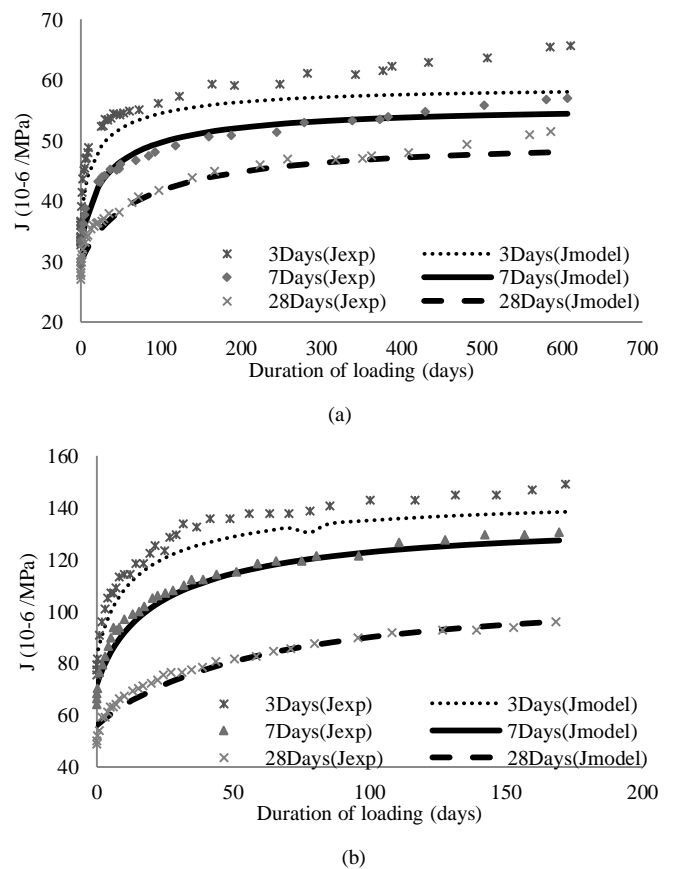 70
60
50
40
30
20
J (10-6 /MPa)
3Days(Jexp) 3Days(Jmodel)
7Days(Jexp) 7Days(Jmodel)
28Days(Jexp) 28Days(Jmodel)
0 100 200 300 400 500 600 700
Duration of loading (days)
(a)
160
140
120
100
80
60
40
J (10-6 /MPa)
3Days(Jexp) 3Days(Jmodel)
7Days(Jexp) 7Days(Jmodel)
28Days(Jexp) 28Days(Jmodel)
0 50 100 150 200
Duration of loading (days)
(b)